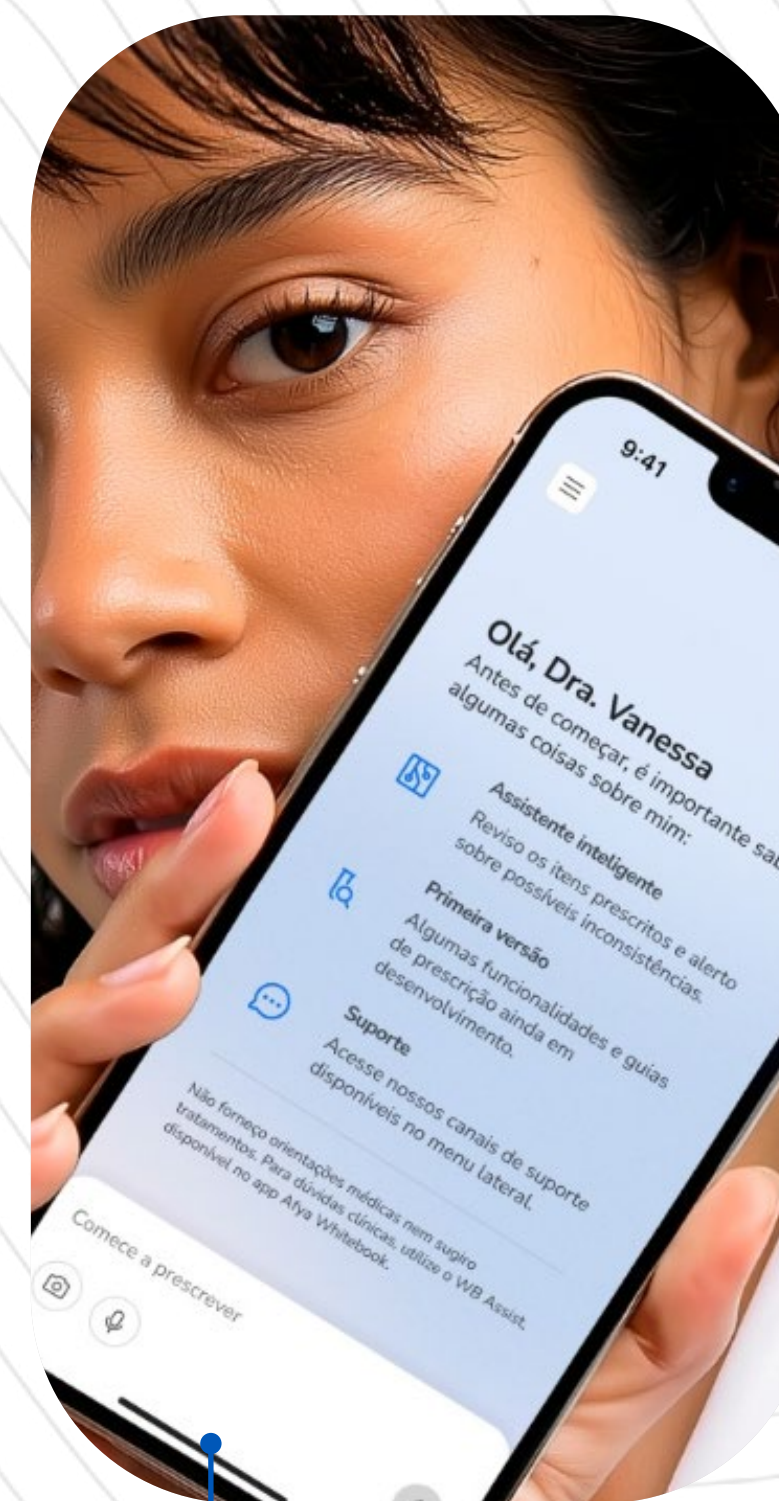 9:41
Olá, Dra. Vanessa
Antes de começar, é importante
algumas coisas sobre mim:
Assistente inteligente
Reviso os itens prescritos e alerto
sobre possíveis inconsistências.
Primeira versão
Algumas funcionalidades e guias
de prescrição ainda em
desenvolvimento.
Suporte
Acesse nossos canais de suporte
disponíveis no menu lateral.
Não forneço orientações médicas nem sugiro
tratamentos. Para dúvidas clínicas, utilize o WB Assist,
disponível no app Afya Whitebook.
Comece a prescrever